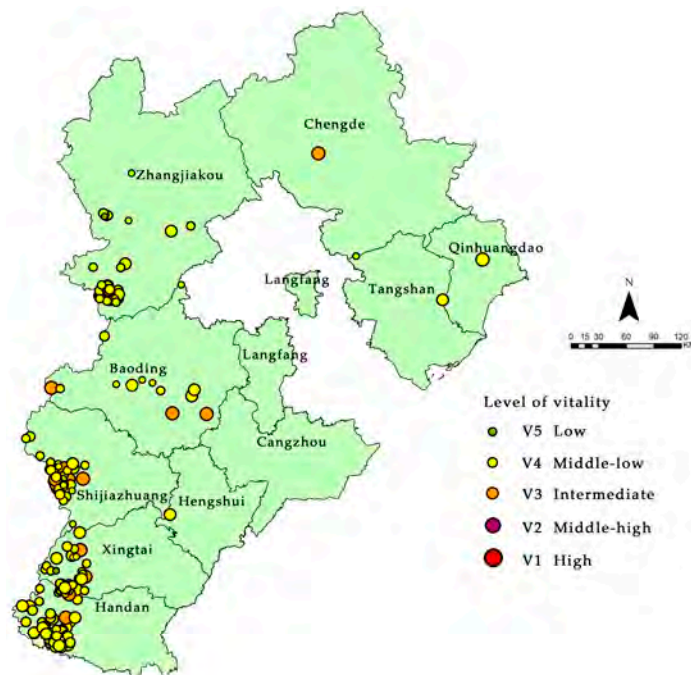 Chengde
Zhangjiakou
Qinhuangdao
Langfang
Tangshan
N
0 15 30 60 90 120
Baoding
Langfang
Level of vitality
V5 Low
Cangzhou
V4 Middle-low
Shijiazhuang
Hengshui
V3 Intermediate
V2 Middle-high
Xingtai
V1 High
Handan